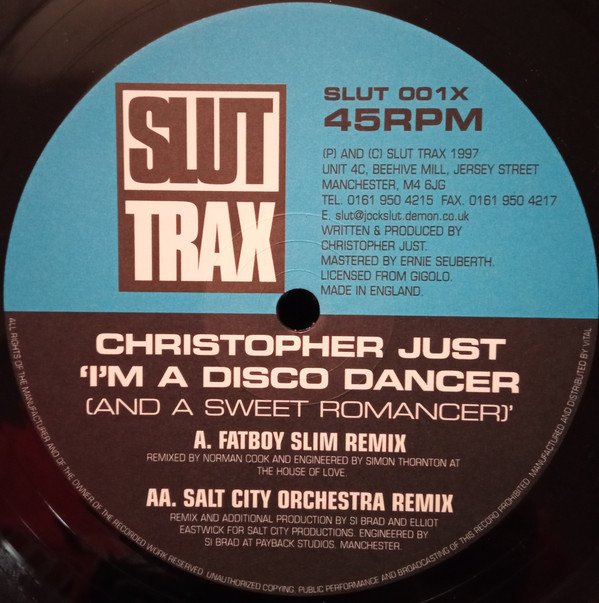 SLUT
TRAX
SLUT 001X
45RPM
(P) AND (C) SLUT TRAX 1997
UNIT 4C, BEEHIVE MILL, JERSEY STREET
MANCHESTER, M4 6JG
TEL. 0161 950 4215 FAX. 0161 950 4217
E. slut@jockslut.demon.co.uk
WRITTEN & PRODUCED BY
CHRISTOPHER JUST.
MASTERED BY ERNIE SEUBERTH.
LICENSED FROM GIGOLO.
MADE IN ENGLAND.
CHRISTOPHER JUST
'I'M A DISCO DANCER
(AND A SWEET ROMANCER)'
A. FATBOY SLIM REMIX
REMIXED BY NORMAN COOK AND ENGINEERED BY SIMON THORNTON AT
THE HOUSE OF LOVE.
AA. SALT CITY ORCHESTRA REMIX
REMIX AND ADDITIONAL PRODUCTION BY SI BRAD AND ELLIOT
EASTWICK FOR SALT CITY PRODUCTIONS. ENGINEERED BY
SI BRAD AT PAYBACK STUDIOS. MANCHESTER.
ALL RIGHTS OF THE MANUFACTURER AND OF THE OWNER OF THE RECORDED WORK RESERVED. UNAUTHORIZED COPYING, PUBLIC PERFORMANCE AND BROADCASTING OF THIS RECORD PROHIBITED. MANUFACTURED AND DISTRIBUTED BY VITAL